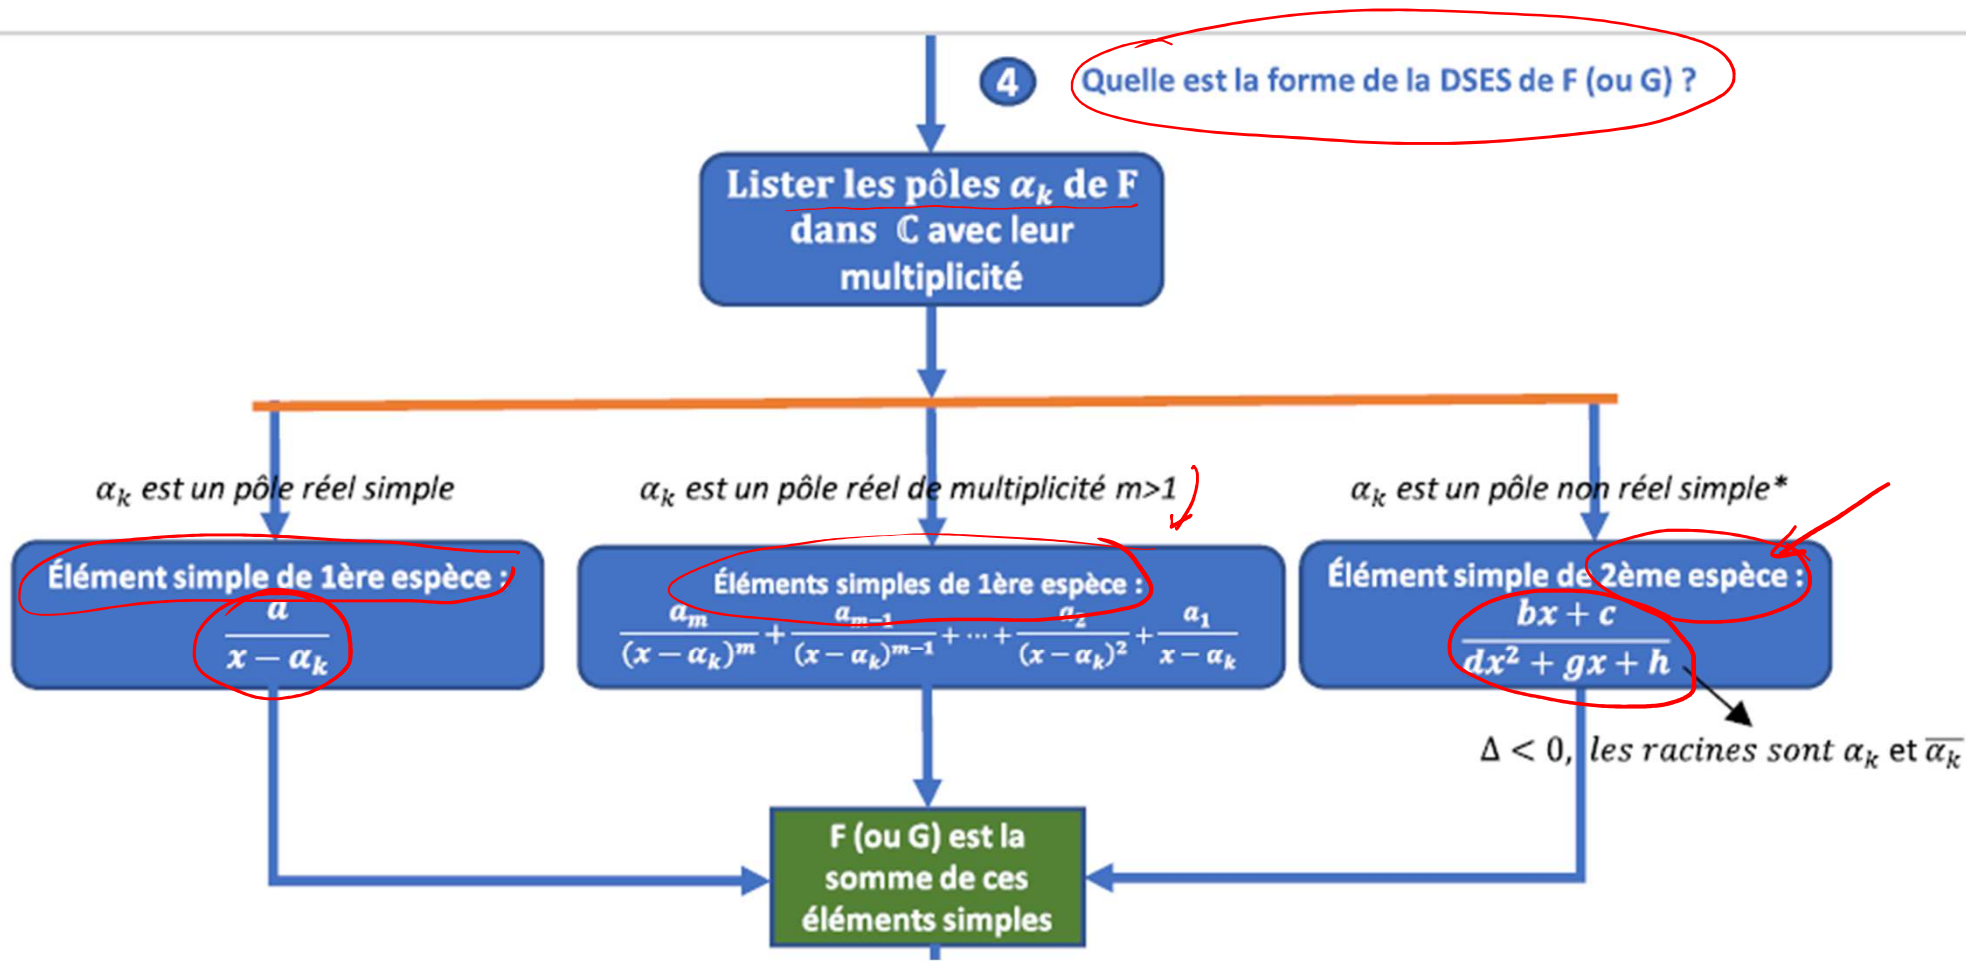 4 Quelle est la forme de la DSES de F (ou G) ?
Lister les pôles αₖ de F
dans ℂ avec leur
multiplicité
αₖ est un pôle réel simple
Élément simple de 1ère espèce :
a / (x − αₖ)
αₖ est un pôle réel de multiplicité m>1
Éléments simples de 1ère espèce :
aₘ / (x − αₖ)ᵐ + aₘ₋₁ / (x − αₖ)ᵐ⁻¹ + ⋯ + a₂ / (x − αₖ)² + a₁ / (x − αₖ)
αₖ est un pôle non réel simple*
Élément simple de 2ème espèce :
(bx + c) / (dx² + gx + h)
Δ < 0, les racines sont αₖ et α̅ₖ
F (ou G) est la
somme de ces
éléments simples